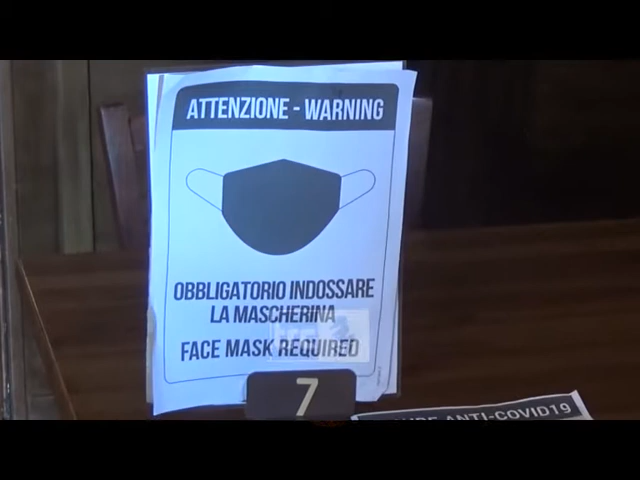 ATTENZIONE - WARNING
OBBLIGATORIO INDOSSARE
LA MASCHERINA
FACE MASK REQUIRED
7
ANTI-COVID19